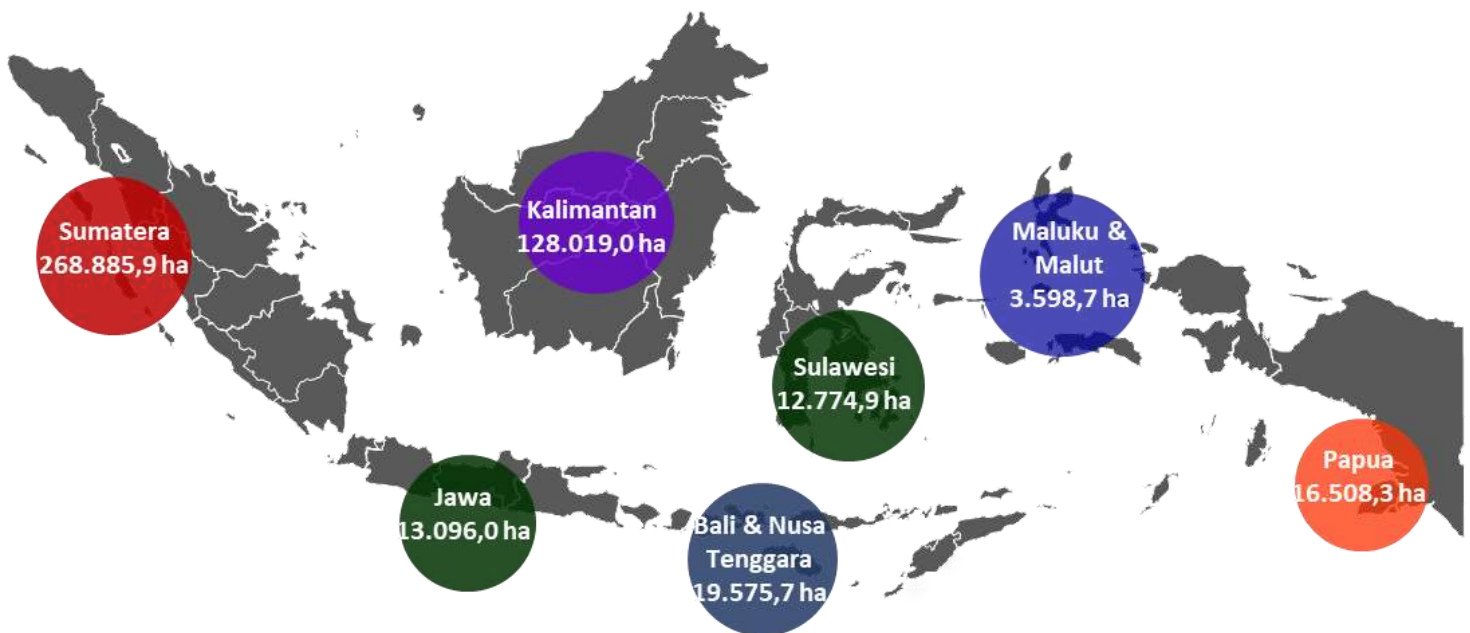 Sumatera
268.885,9 ha
Kalimantan
128.019,0 ha
Maluku &
Malut
3.598,7 ha
Sulawesi
12.774,9 ha
Papua
16.508,3 ha
Jawa
13.096,0 ha
Bali & Nusa
Tenggara
19.575,7 ha